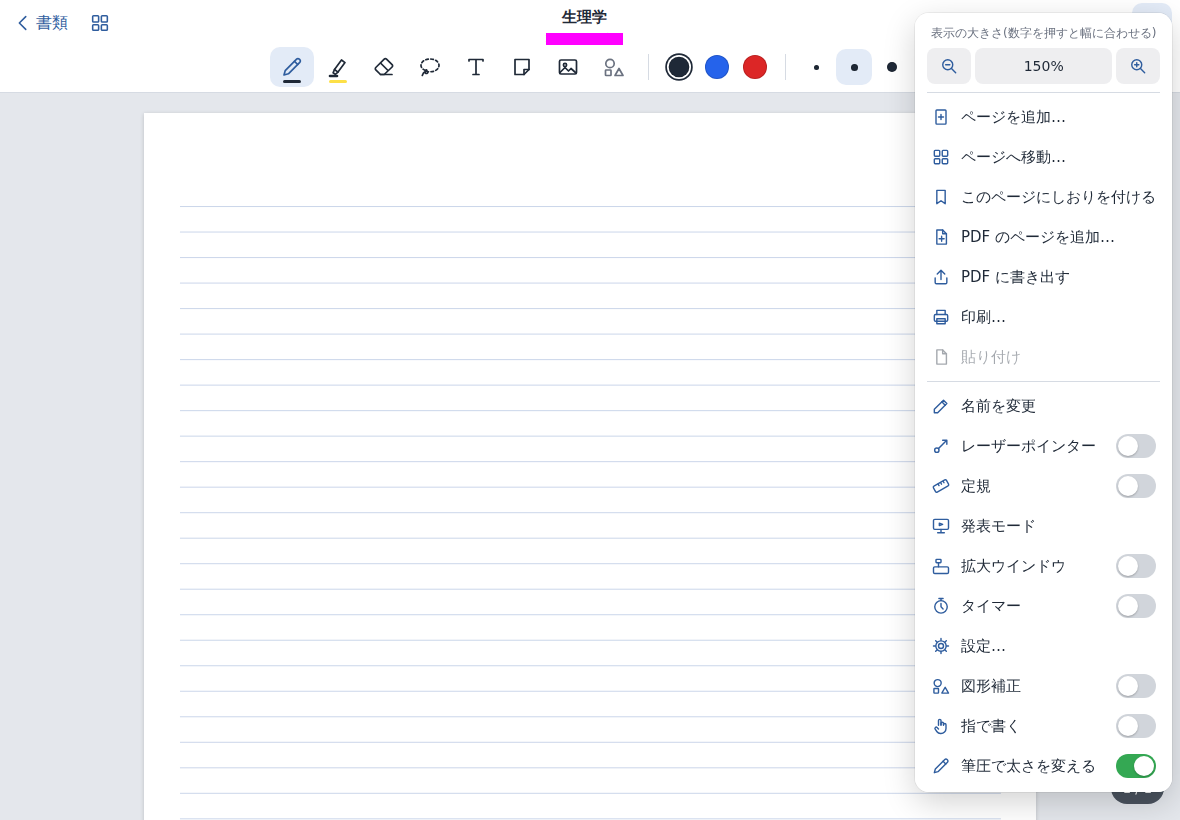 書類
生理学
表示の大きさ(数字を押すと幅に合わせる)
150%
ページを追加…
ページへ移動…
このページにしおりを付ける
PDF のページを追加…
PDF に書き出す
印刷…
貼り付け
名前を変更
レーザーポインター
定規
発表モード
拡大ウインドウ
タイマー
設定…
図形補正
指で書く
筆圧で太さを変える